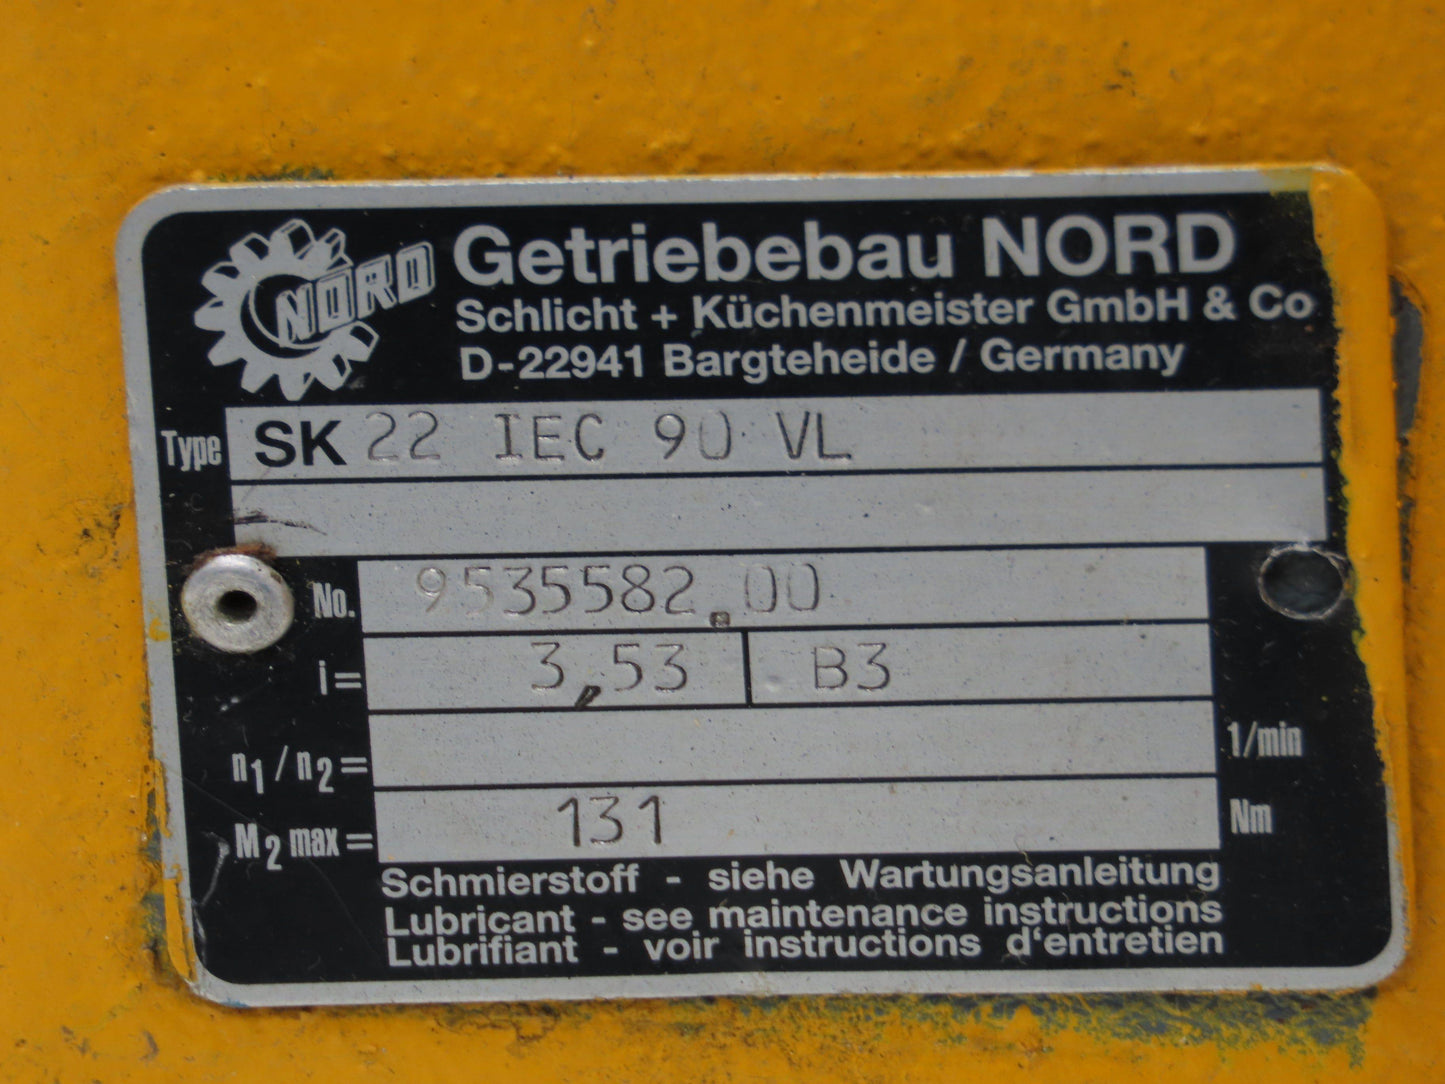 NORD
Getriebebau NORD
Schlicht + Küchenmeister GmbH & Co
D-22941 Bargteheide / Germany
Type SK 22 IEC 90 VL
No. 9535582.00
i= 3,53 B3
n1 / n2= 1/min
M2 max= 131 Nm
Schmierstoff - siehe Wartungsanleitung
Lubricant - see maintenance instructions
Lubrifiant - voir instructions d'entretien